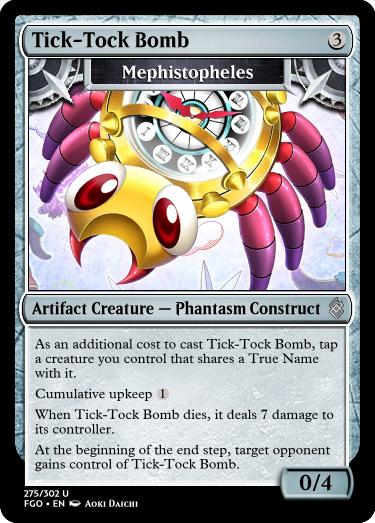 Tick-Tock Bomb 3
Mephistopheles
Artifact Creature — Phantasm Construct
As an additional cost to cast Tick-Tock Bomb, tap
a creature you control that shares a True Name
with it.
Cumulative upkeep 1
When Tick-Tock Bomb dies, it deals 7 damage to
its controller.
At the beginning of the end step, target opponent
gains control of Tick-Tock Bomb.
0/4
275/302 U
FGO • EN Aoki Daichi